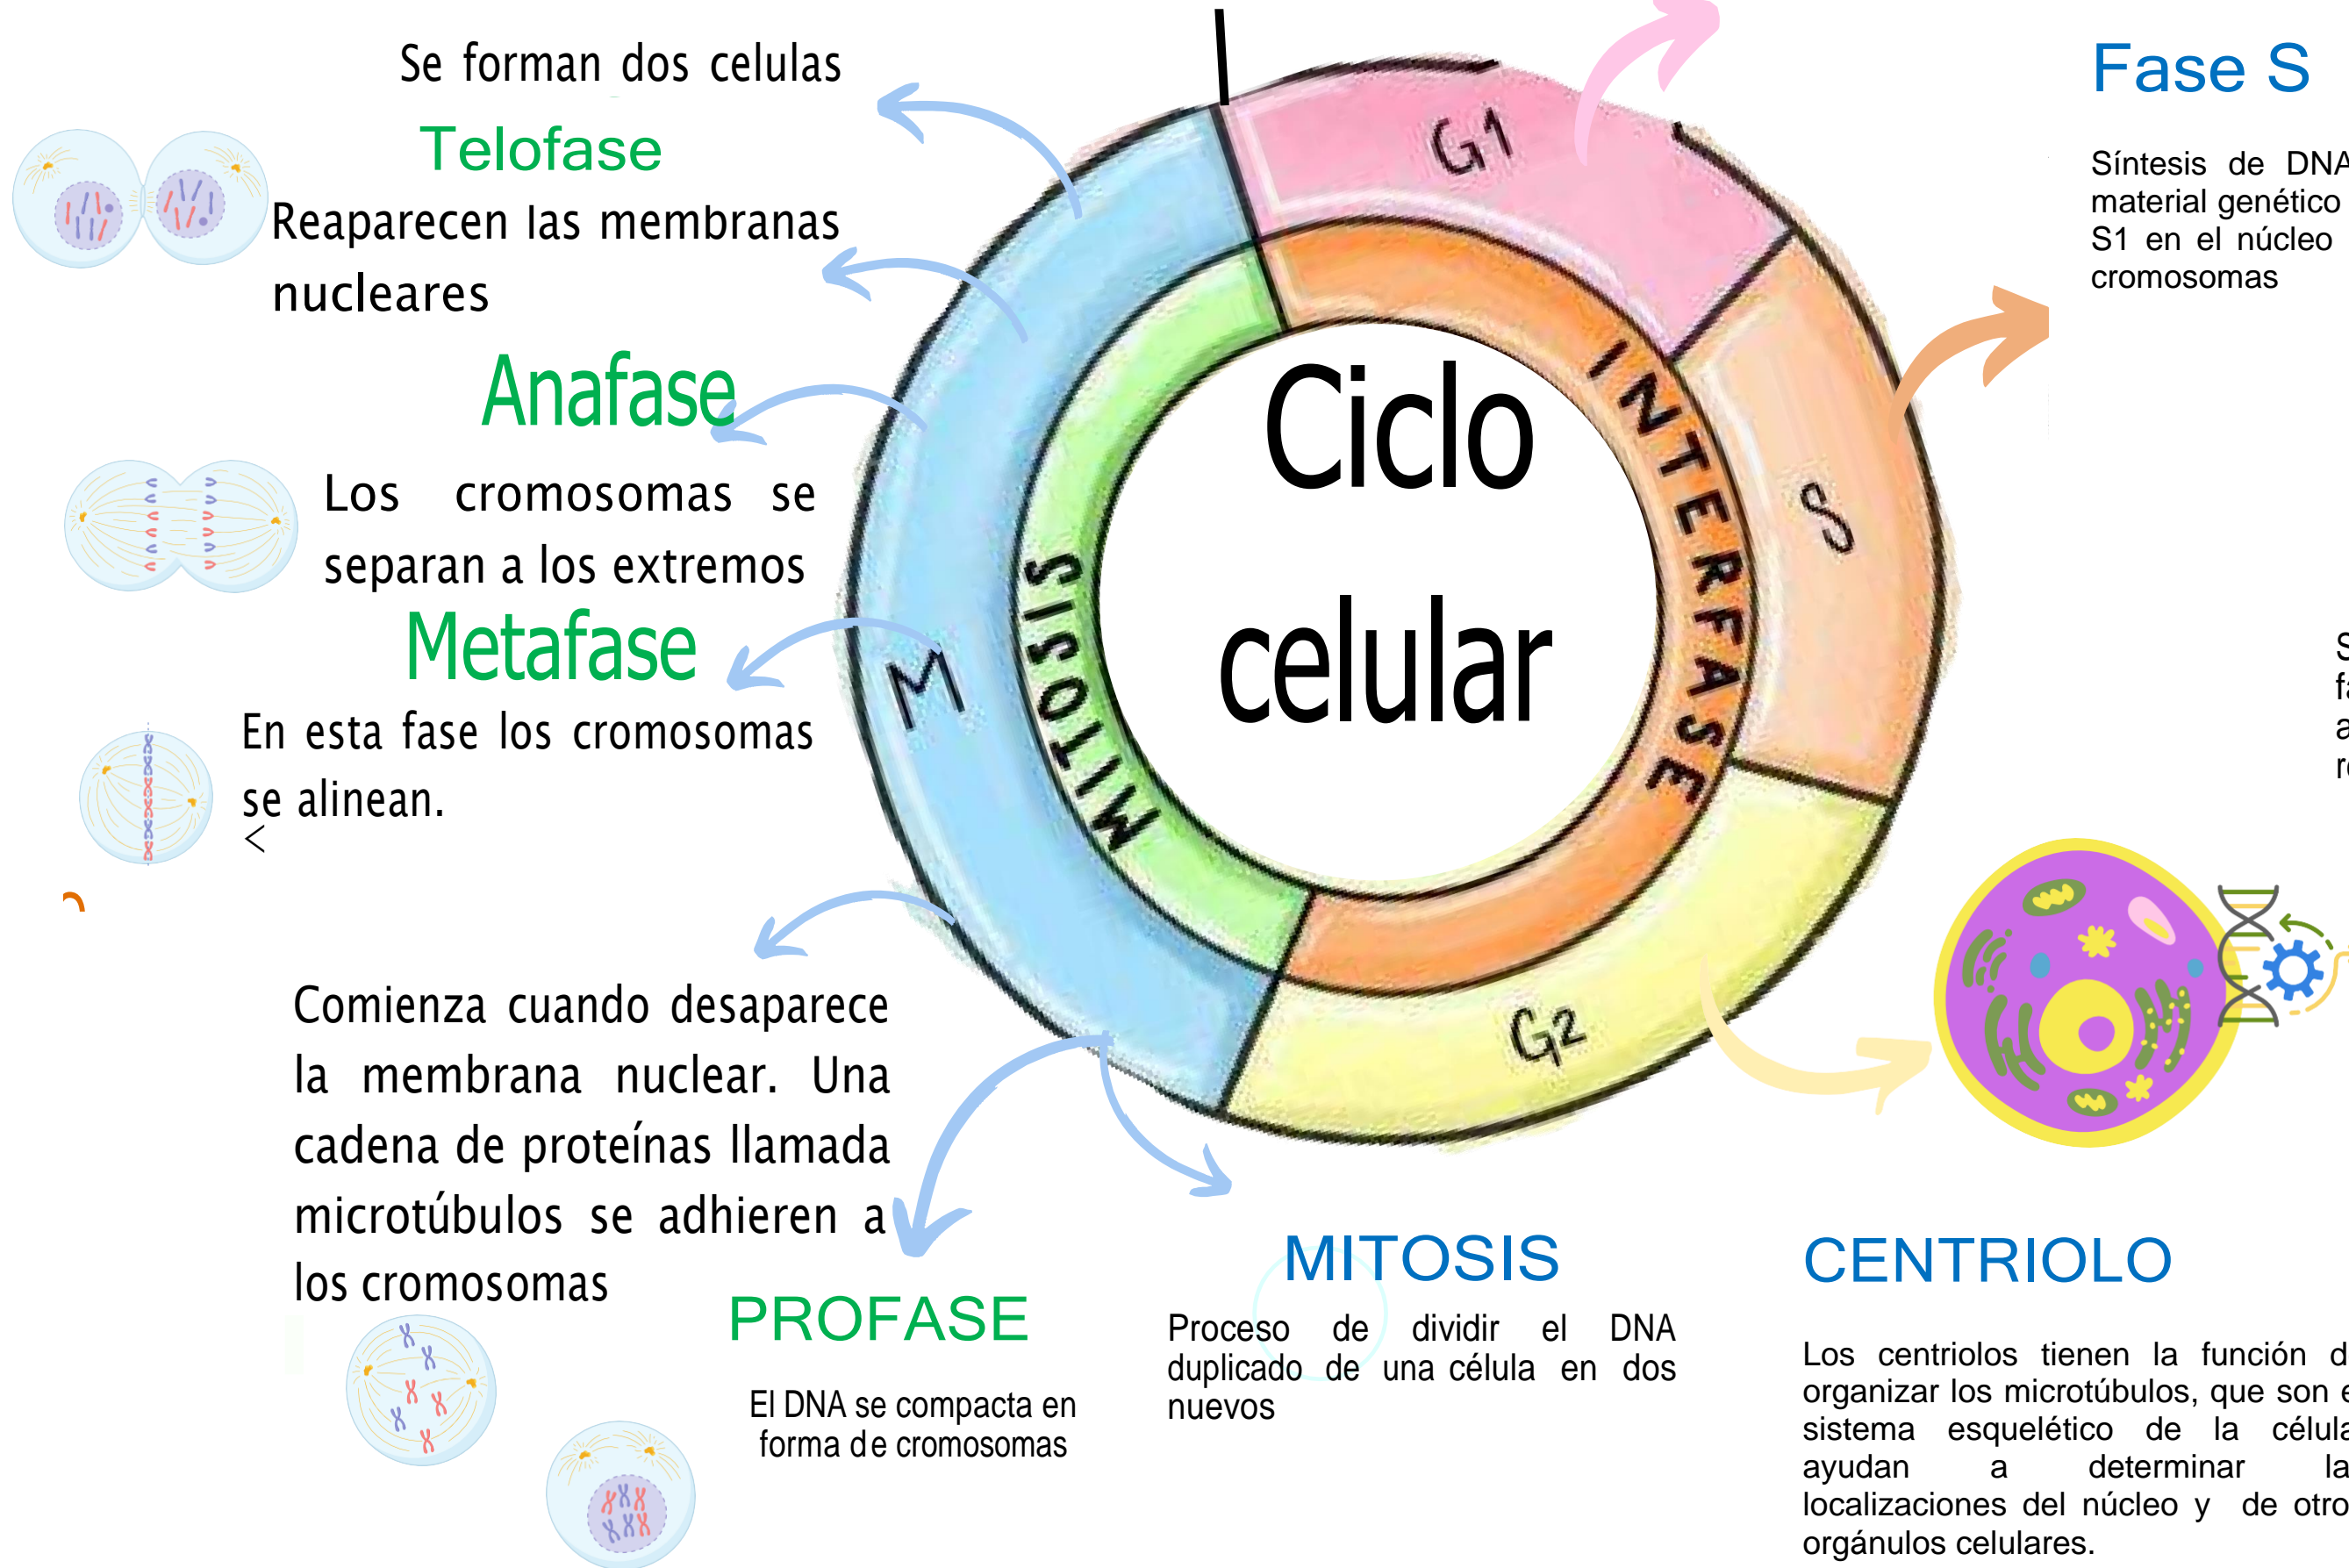 Se forman dos celulas
Telofase
Reaparecen las membranas
nucleares
Anafase
Los cromosomas se
separan a los extremos
Metafase
En esta fase los cromosomas
se alinean.
<
Comienza cuando desaparece
la membrana nuclear. Una
cadena de proteínas llamada
microtúbulos se adhieren a
los cromosomas
PROFASE
El DNA se compacta en
forma de cromosomas
G1
S
G2
M
INTERFASE
MITOSIS
Ciclo
celular
Fase S
Síntesis de DNA
material genético
S1 en el núcleo
cromosomas
MITOSIS
Proceso de dividir el DNA
duplicado de una célula en dos
nuevos
CENTRIOLO
Los centriolos tienen la función
organizar los microtúbulos, que son
sistema esquelético de la célula
ayudan a determinar
localizaciones del núcleo y de
orgánulos celulares.